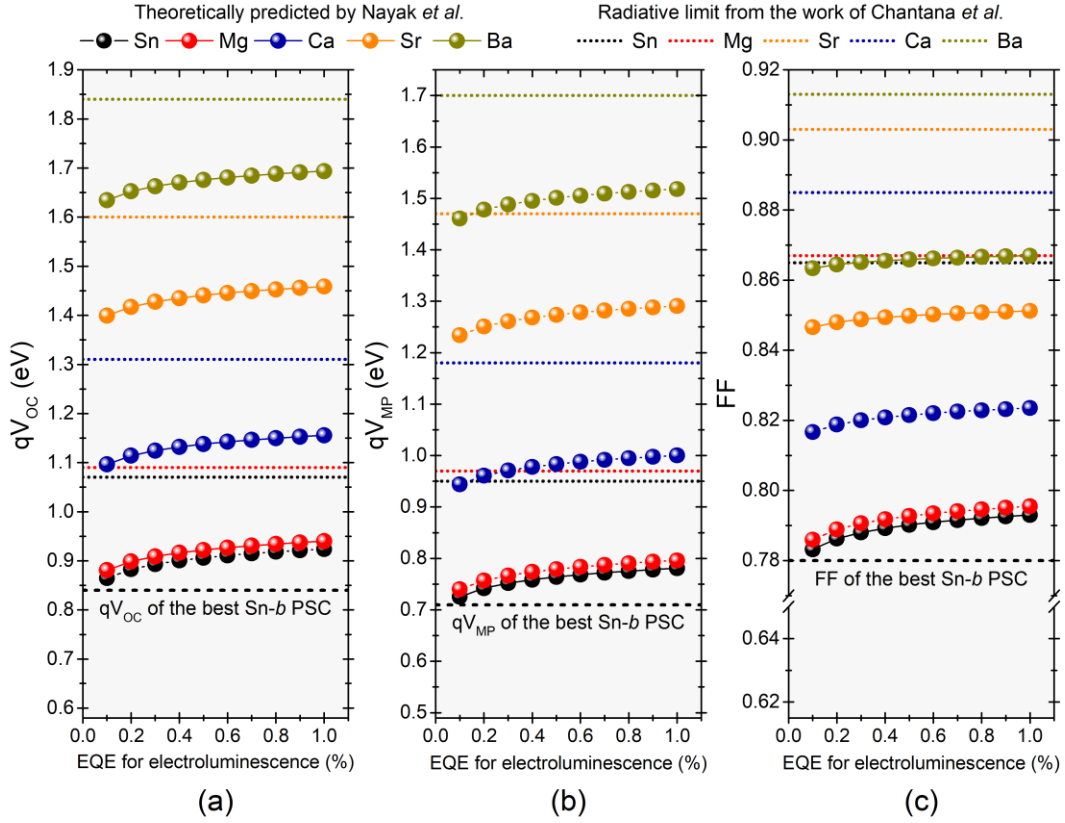 Theoretically predicted by Nayak et al.
Radiative limit from the work of Chantana et al.
Sn Mg Ca Sr Ba
Sn Mg Sr Ca Ba
qV_OC (eV)
1.9
1.8
1.7
1.6
1.5
1.4
1.3
1.2
1.1
1.0
0.9
0.8
0.7
0.6
qV_OC of the best Sn-b PSC
0.0 0.2 0.4 0.6 0.8 1.0
EQE for electroluminescence (%)
(a)
qV_MP (eV)
1.7
1.6
1.5
1.4
1.3
1.2
1.1
1.0
0.9
0.8
0.7
0.6
0.5
qV_MP of the best Sn-b PSC
0.0 0.2 0.4 0.6 0.8 1.0
EQE for electroluminescence (%)
(b)
FF
0.92
0.90
0.88
0.86
0.84
0.82
0.80
0.78
0.64
0.62
FF of the best Sn-b PSC
0.0 0.2 0.4 0.6 0.8 1.0
EQE for electroluminescence (%)
(c)